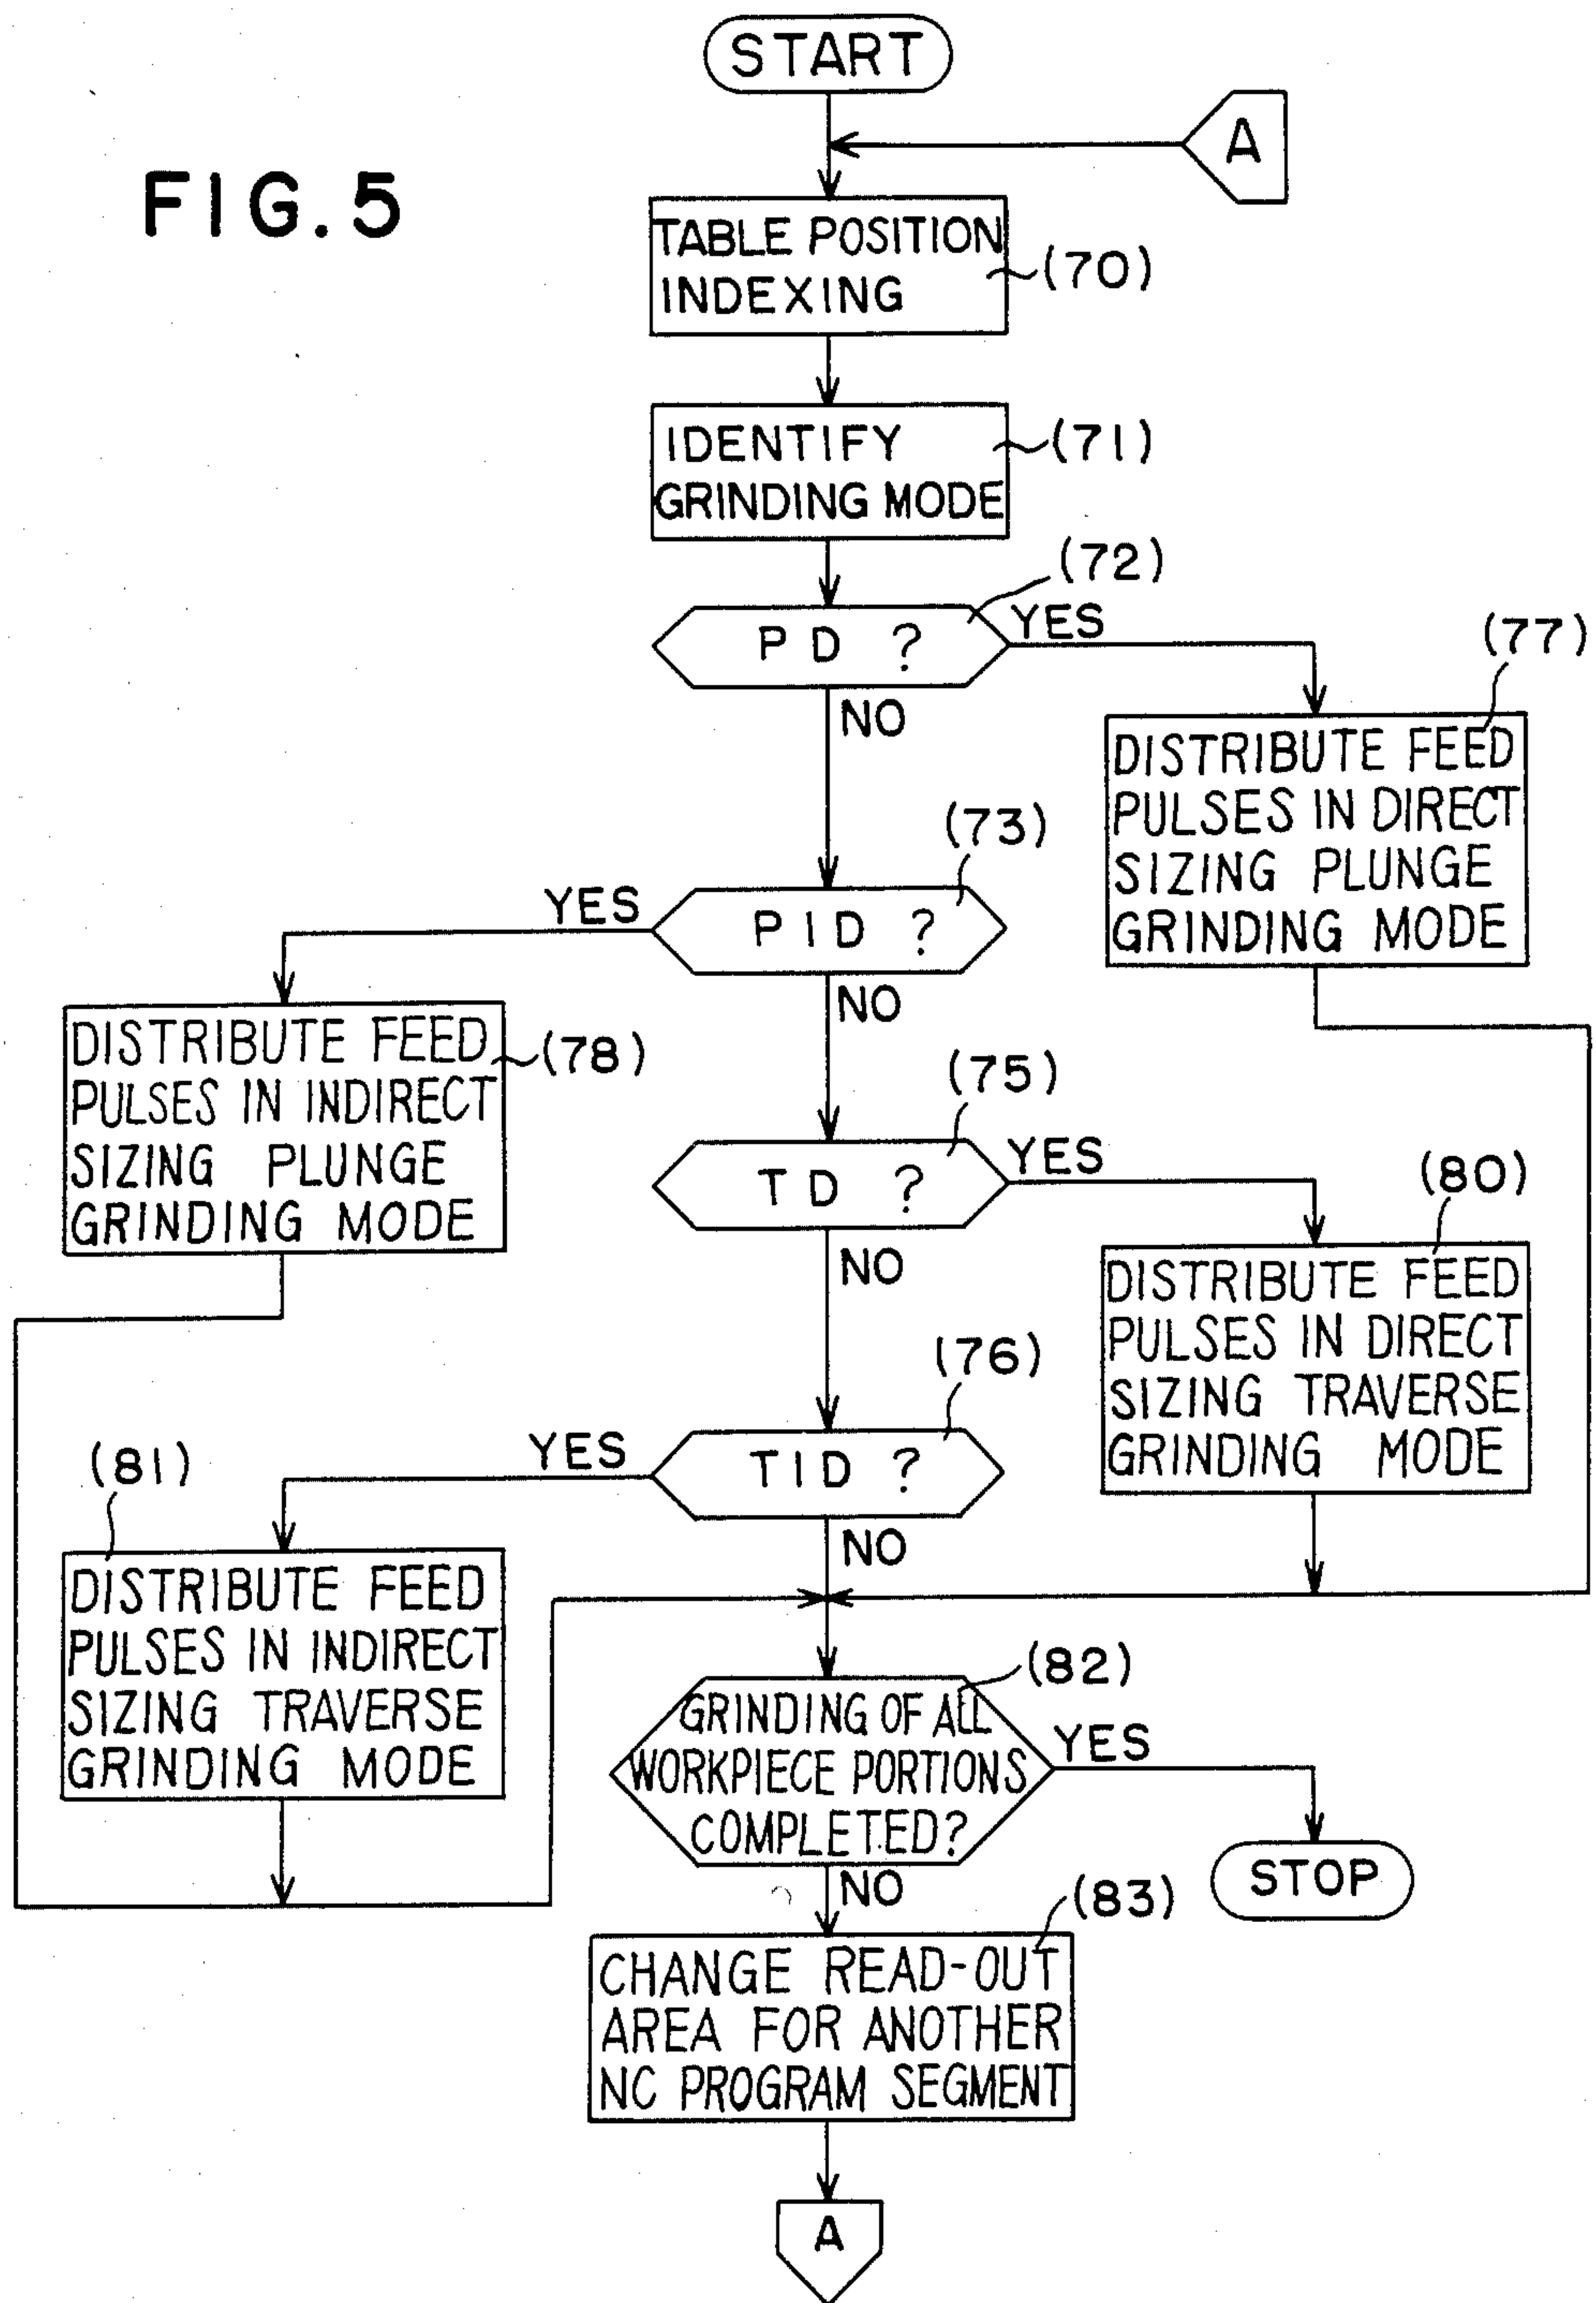 START
A
FIG. 5
TABLE POSITION
INDEXING
(70)
IDENTIFY
GRINDING MODE
(71)
(72)
PD ?
YES
NO
(77)
DISTRIBUTE FEED
PULSES IN DIRECT
SIZING PLUNGE
GRINDING MODE
(73)
YES
PID ?
NO
DISTRIBUTE FEED
PULSES IN INDIRECT
SIZING PLUNGE
GRINDING MODE
(78)
(75)
TD ?
YES
NO
(80)
DISTRIBUTE FEED
PULSES IN DIRECT
SIZING TRAVERSE
GRINDING MODE
(76)
YES
TID ?
NO
(81)
DISTRIBUTE FEED
PULSES IN INDIRECT
SIZING TRAVERSE
GRINDING MODE
(82)
GRINDING OF ALL
WORKPIECE PORTIONS
COMPLETED?
YES
STOP
NO
(83)
CHANGE READ-OUT
AREA FOR ANOTHER
NC PROGRAM SEGMENT
A